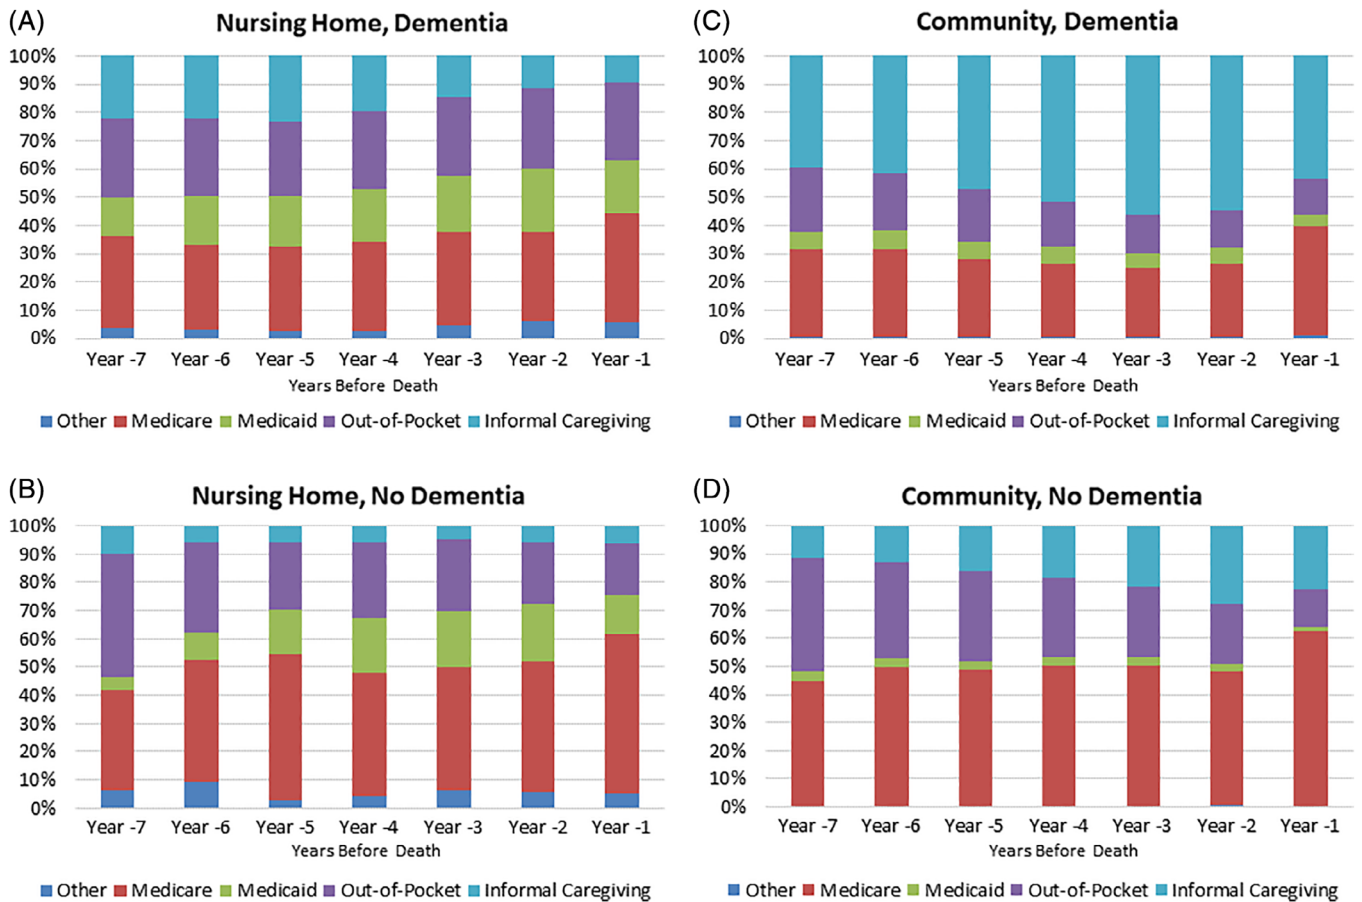 (A)
Nursing Home, Dementia
100%
90%
80%
70%
60%
50%
40%
30%
20%
10%
0%
Year -7 Year -6 Year -5 Year -4 Year -3 Year -2 Year -1
Years Before Death
Other Medicare Medicaid Out-of-Pocket Informal Caregiving
(C)
Community, Dementia
100%
90%
80%
70%
60%
50%
40%
30%
20%
10%
0%
Year -7 Year -6 Year -5 Year -4 Year -3 Year -2 Year -1
Years Before Death
Other Medicare Medicaid Out-of-Pocket Informal Caregiving
(B)
Nursing Home, No Dementia
100%
90%
80%
70%
60%
50%
40%
30%
20%
10%
0%
Year -7 Year -6 Year -5 Year -4 Year -3 Year -2 Year -1
Years Before Death
Other Medicare Medicaid Out-of-Pocket Informal Caregiving
(D)
Community, No Dementia
100%
90%
80%
70%
60%
50%
40%
30%
20%
10%
0%
Year -7 Year -6 Year -5 Year -4 Year -3 Year -2 Year -1
Years Before Death
Other Medicare Medicaid Out-of-Pocket Informal Caregiving